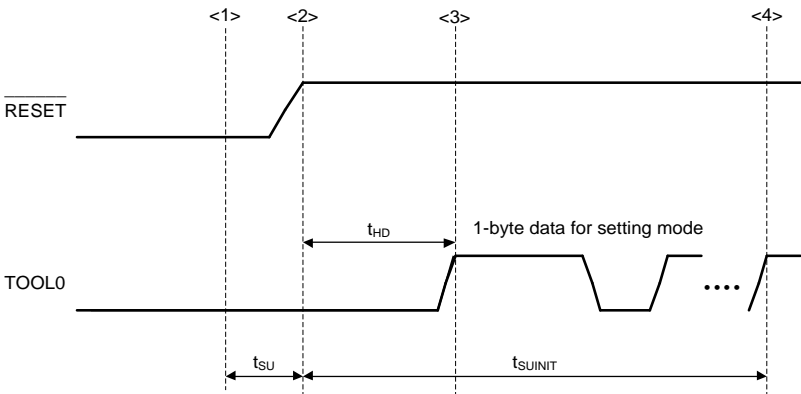 <1> <2> <3> <4>
RESET
tHD 1-byte data for setting mode
TOOL0
tSU tSUINIT